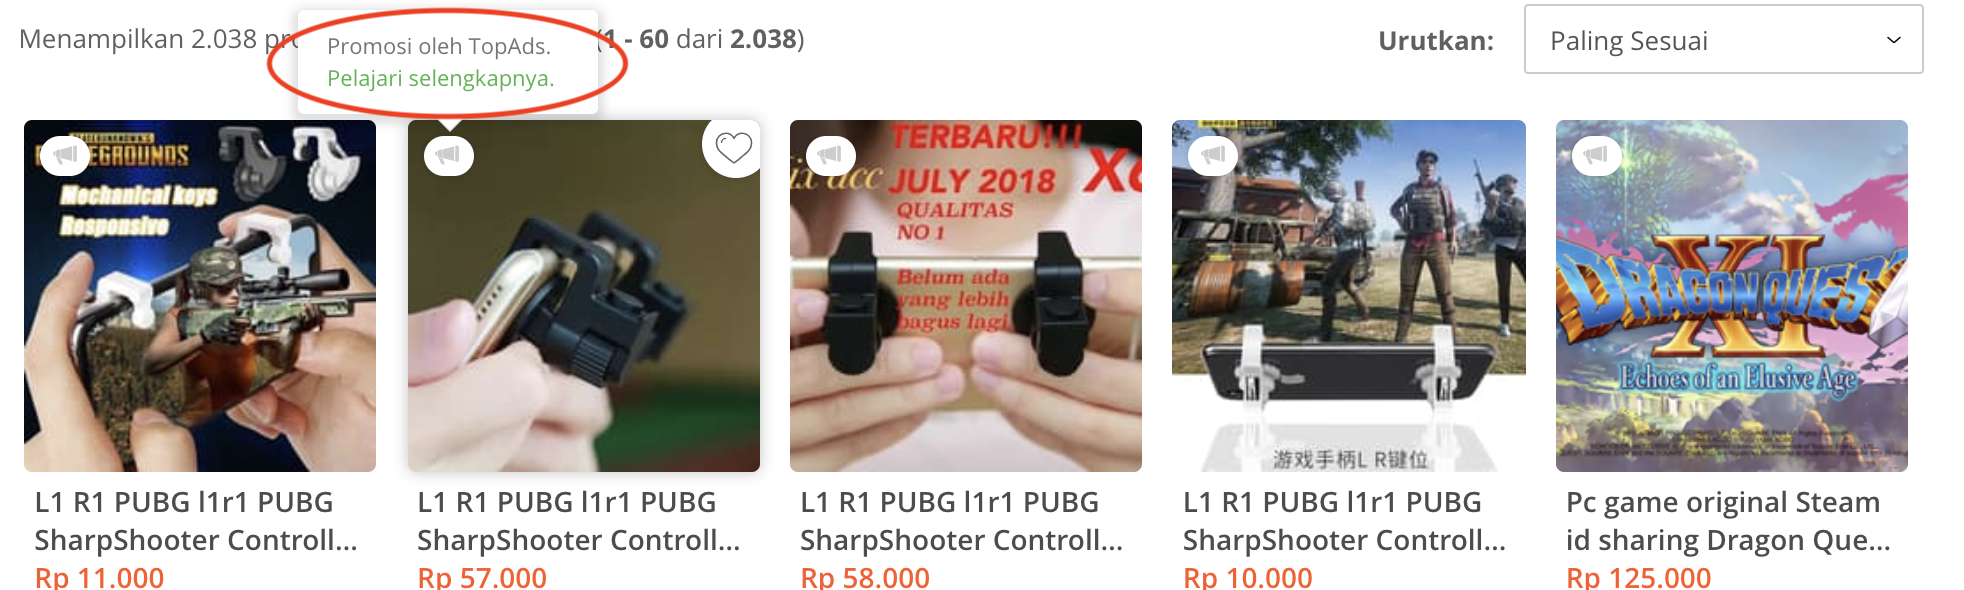 Menampilkan 2.038
(1 - 60 dari 2.038)
Promosi oleh TopAds.
Pelajari selengkapnya.
Urutkan:
Paling Sesuai
Mechanical keys
Responsive
TERBARU!!!
JULY 2018
QUALITAS
NO 1
Belum ada
yang lebih
bagus lagi
游戏手柄L R键位
XI
DRAGON QUEST
Echoes of an Elusive Age
L1 R1 PUBG l1r1 PUBG
SharpShooter Controll...
Rp 11.000
L1 R1 PUBG l1r1 PUBG
SharpShooter Controll...
Rp 57.000
L1 R1 PUBG l1r1 PUBG
SharpShooter Controll...
Rp 58.000
L1 R1 PUBG l1r1 PUBG
SharpShooter Controll...
Rp 10.000
Pc game original Steam
id sharing Dragon Que...
Rp 125.000